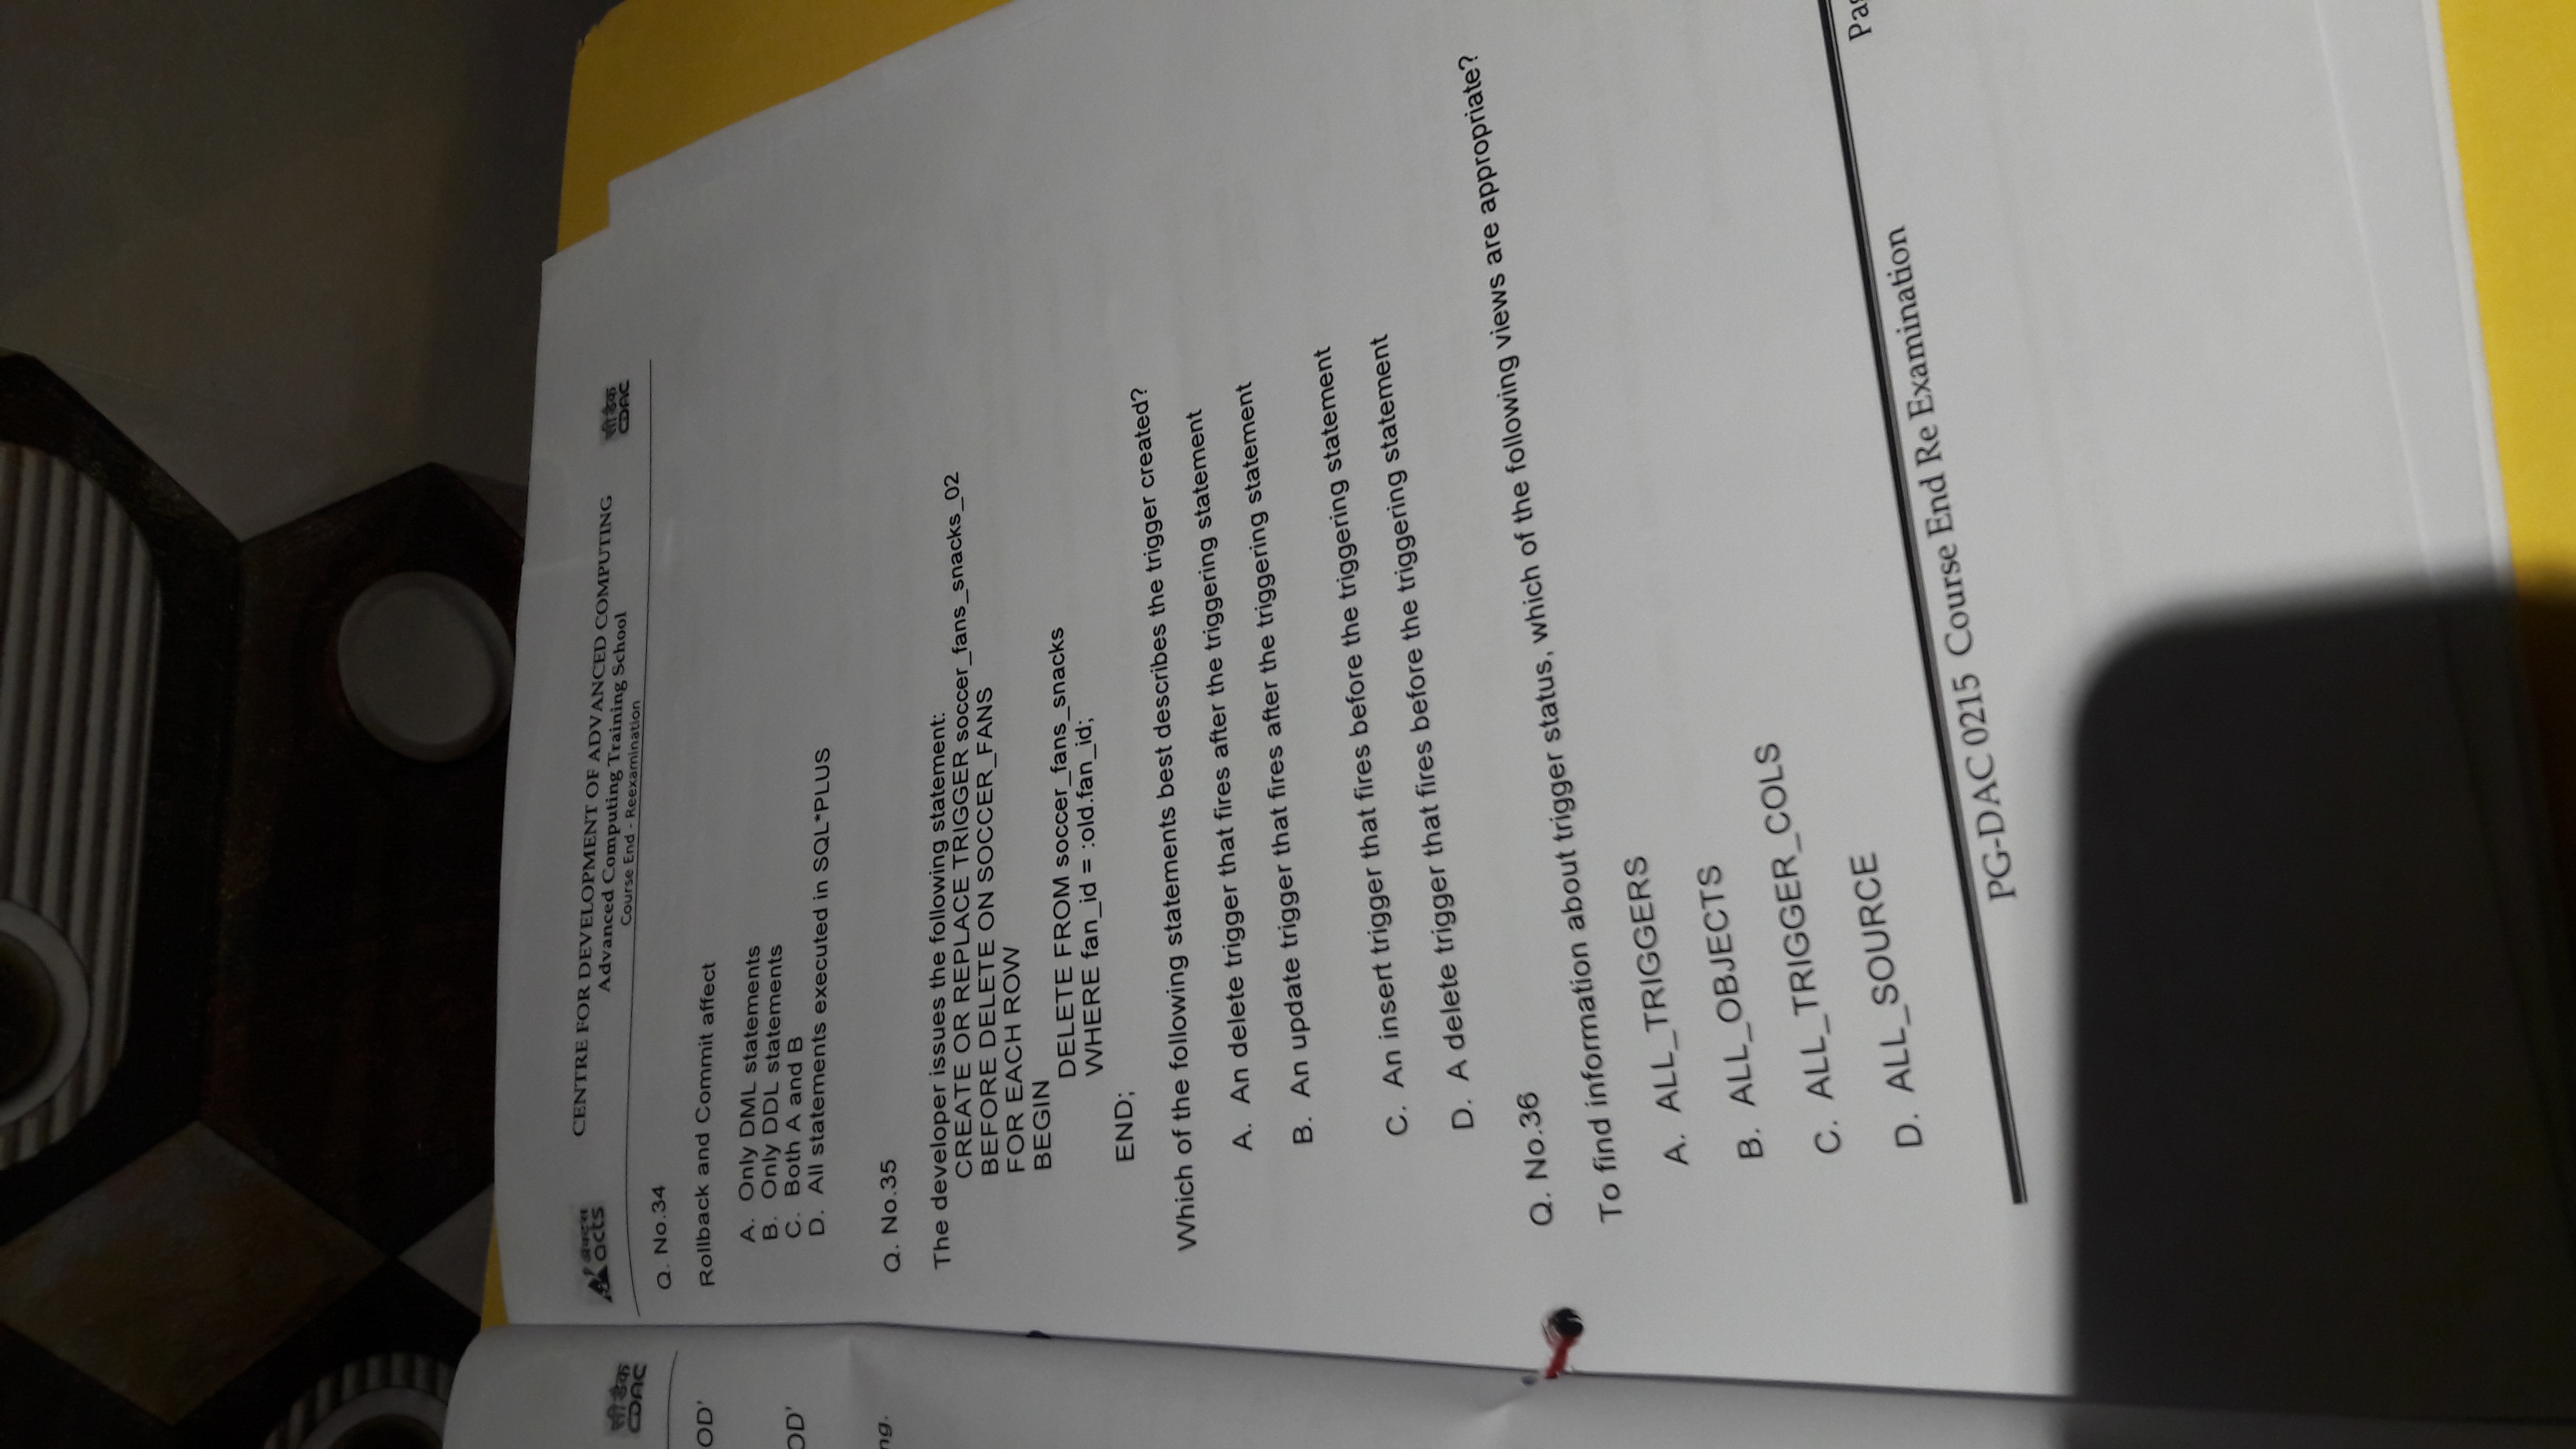 सी डैक
CDAC
OD'
OD'
ng.
ॲक्ट्स
acts
CENTRE FOR DEVELOPMENT OF ADVANCED COMPUTING
Advanced Computing Training School
Course End - Reexamination
सी डैक
CDAC
Q. No.34
Rollback and Commit affect
A. Only DML statements
B. Only DDL statements
C. Both A and B
D. All statements executed in SQL*PLUS
Q. No.35
The developer issues the following statement:
CREATE OR REPLACE TRIGGER soccer_fans_snacks_02
BEFORE DELETE ON SOCCER_FANS
FOR EACH ROW
BEGIN
DELETE FROM soccer_fans_snacks
WHERE fan_id = :old.fan_id;
END;
Which of the following statements best describes the trigger created?
A. An delete trigger that fires after the triggering statement
B. An update trigger that fires after the triggering statement
C. An insert trigger that fires before the triggering statement
D. A delete trigger that fires before the triggering statement
Q. No.36
To find information about trigger status, which of the following views are appropriate?
A. ALL_TRIGGERS
B. ALL_OBJECTS
C. ALL_TRIGGER_COLS
D. ALL_SOURCE
PG-DAC 0215 Course End Re Examination